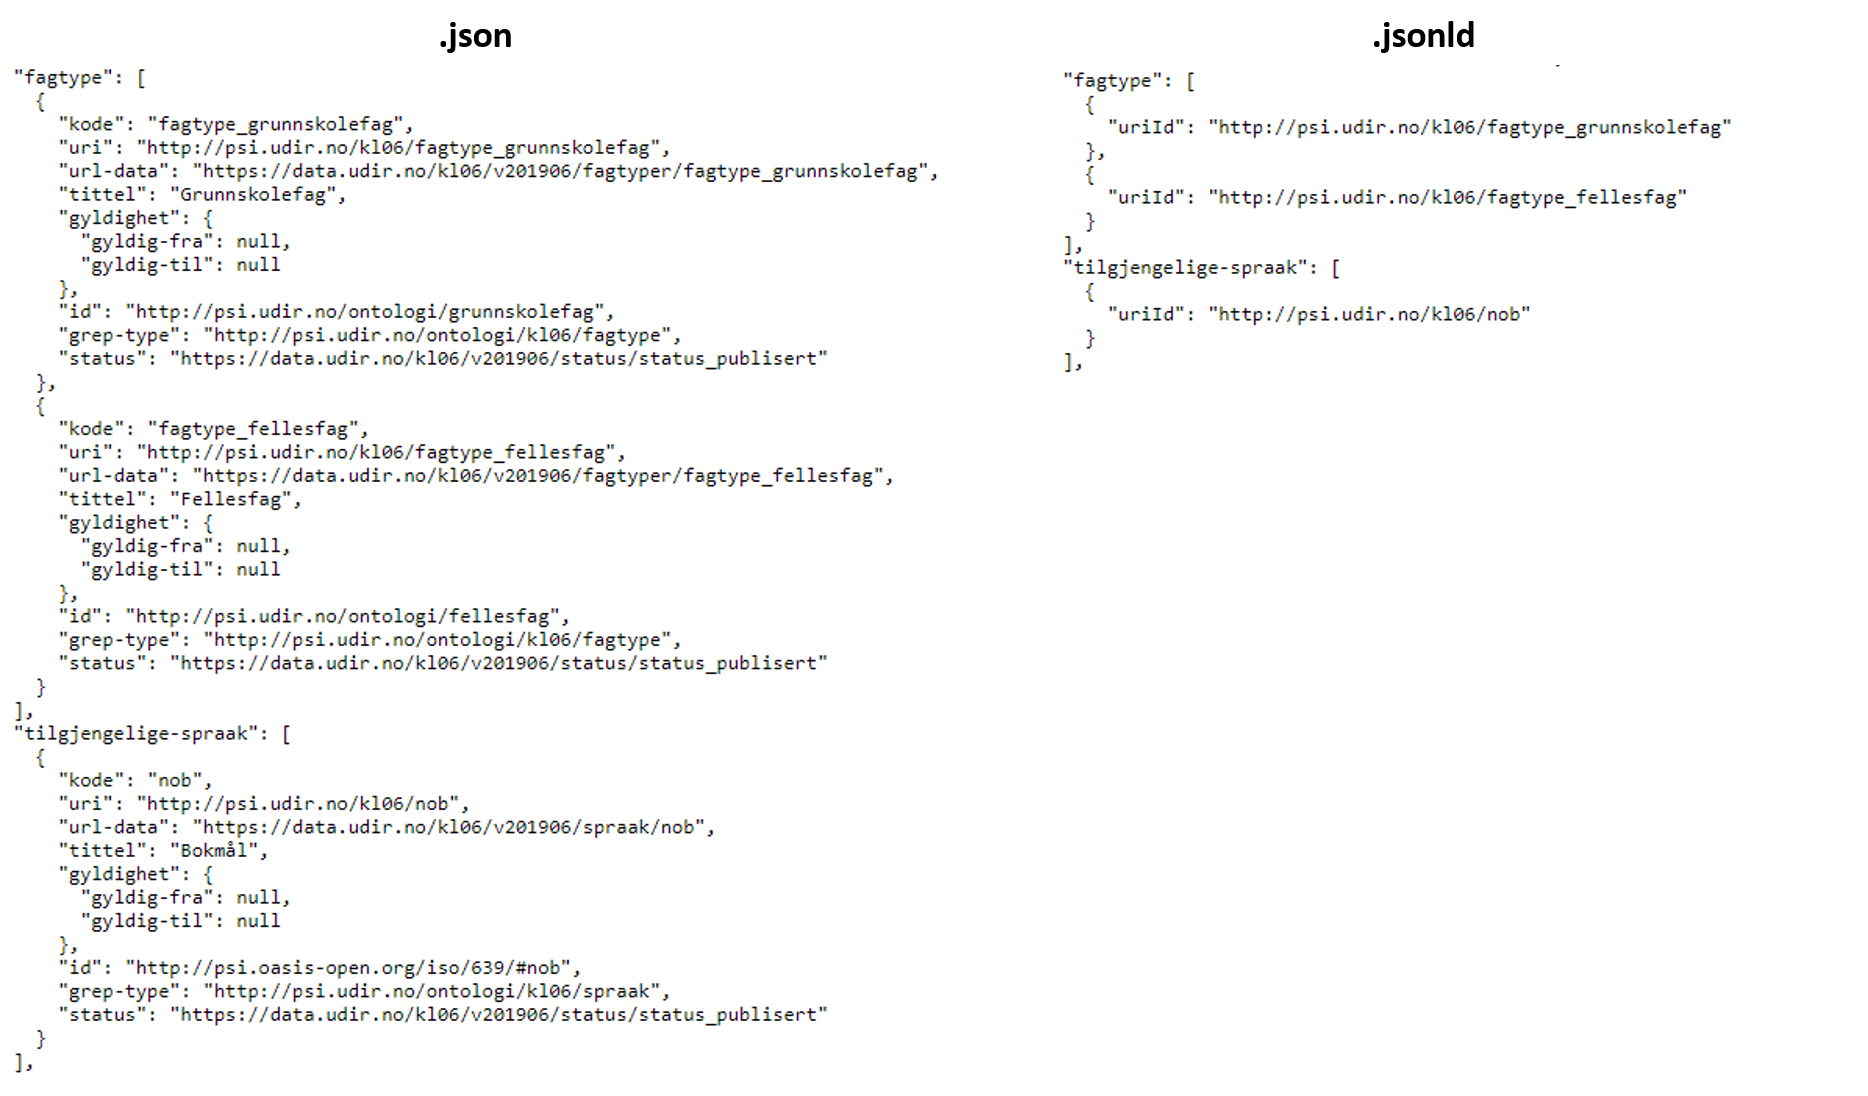 .json
"fagtype": [
  {
    "kode": "fagtype_grunnskolefag",
    "uri": "http://psi.udir.no/kl06/fagtype_grunnskolefag",
    "url-data": "https://data.udir.no/kl06/v201906/fagtyper/fagtype_grunnskolefag",
    "tittel": "Grunnskolefag",
    "gyldighet": {
      "gyldig-fra": null,
      "gyldig-til": null
    },
    "id": "http://psi.udir.no/ontologi/grunnskolefag",
    "grep-type": "http://psi.udir.no/ontologi/kl06/fagtype",
    "status": "https://data.udir.no/kl06/v201906/status/status_publisert"
  },
  {
    "kode": "fagtype_fellesfag",
    "uri": "http://psi.udir.no/kl06/fagtype_fellesfag",
    "url-data": "https://data.udir.no/kl06/v201906/fagtyper/fagtype_fellesfag",
    "tittel": "Fellesfag",
    "gyldighet": {
      "gyldig-fra": null,
      "gyldig-til": null
    },
    "id": "http://psi.udir.no/ontologi/fellesfag",
    "grep-type": "http://psi.udir.no/ontologi/kl06/fagtype",
    "status": "https://data.udir.no/kl06/v201906/status/status_publisert"
  }
],
"tilgjengelige-spraak": [
  {
    "kode": "nob",
    "uri": "http://psi.udir.no/kl06/nob",
    "url-data": "https://data.udir.no/kl06/v201906/spraak/nob",
    "tittel": "Bokmål",
    "gyldighet": {
      "gyldig-fra": null,
      "gyldig-til": null
    },
    "id": "http://psi.oasis-open.org/iso/639/#nob",
    "grep-type": "http://psi.udir.no/ontologi/kl06/spraak",
    "status": "https://data.udir.no/kl06/v201906/status/status_publisert"
  }
],
.jsonld
"fagtype": [
  {
    "uriId": "http://psi.udir.no/kl06/fagtype_grunnskolefag"
  },
  {
    "uriId": "http://psi.udir.no/kl06/fagtype_fellesfag"
  }
],
"tilgjengelige-spraak": [
  {
    "uriId": "http://psi.udir.no/kl06/nob"
  }
],